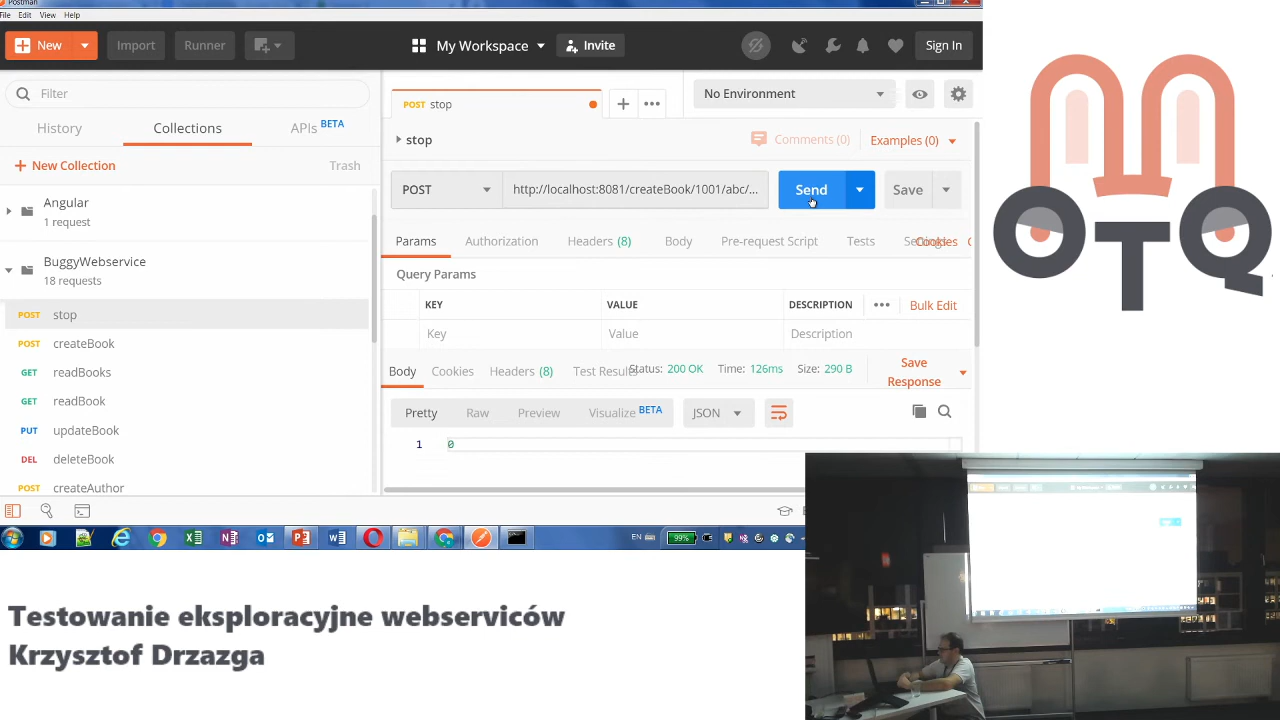 Postman
File Edit View Help
New
Import
Runner
My Workspace
Invite
Sign In
Filter
History
Collections
APIs BETA
+ New Collection
Trash
Angular
1 request
BuggyWebservice
18 requests
POST stop
POST createBook
GET readBooks
GET readBook
PUT updateBook
DEL deleteBook
POST createAuthor
POST stop
No Environment
stop
Comments (0)
Examples (0)
POST
http://localhost:8081/createBook/1001/abc/...
Send
Save
Params
Authorization
Headers (8)
Body
Pre-request Script
Tests
Cookies
Query Params
KEY
VALUE
DESCRIPTION
Bulk Edit
Key
Value
Description
Body
Cookies
Headers (8)
Test Results
Status: 200 OK
Time: 126ms
Size: 290 B
Save Response
Pretty
Raw
Preview
Visualize BETA
JSON
1 0
EN
99%
OTQ
Testowanie eksploracyjne webserviców
Krzysztof Drzazga